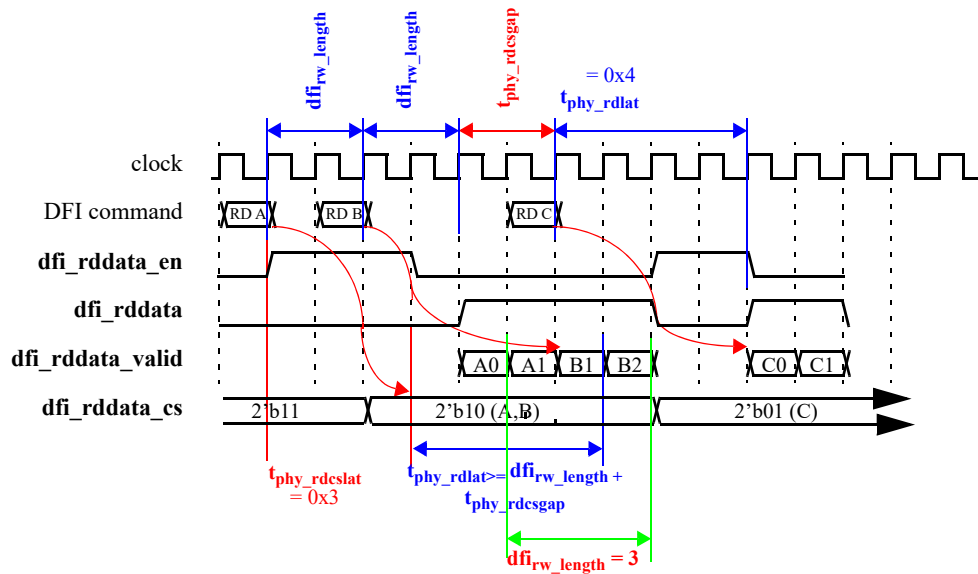 dfirw_length
dfirw_length
tphy_rdcsgap
= 0x4
tphy_rdlat
clock
DFI command
RD A
RD B
RD C
dfi_rddata_en
dfi_rddata
dfi_rddata_valid
A0 A1 B1 B2 C0 C1
dfi_rddata_cs
2'b11 2'b10 (A,B) 2'b01 (C)
tphy_rdcslat
= 0x3
tphy_rdlat>= dfirw_length +
tphy_rdcsgap
dfirw_length = 3